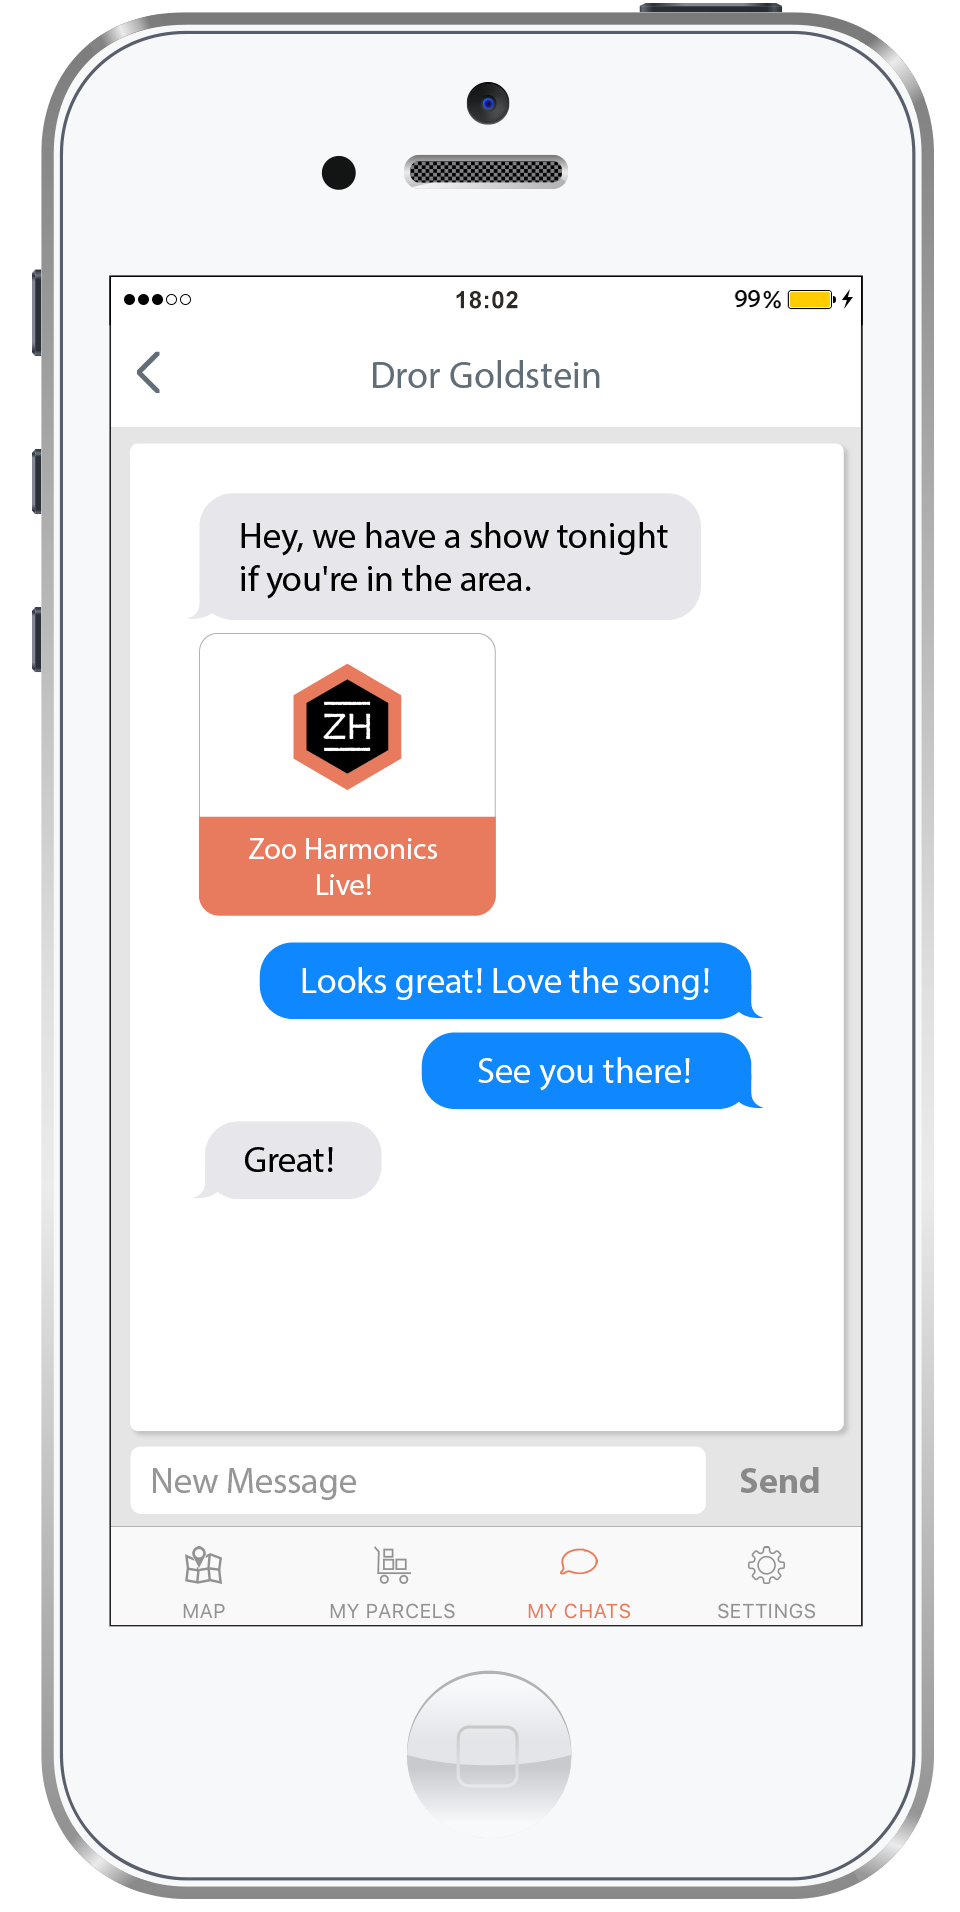 18:02
99%
Dror Goldstein
Hey, we have a show tonight
if you're in the area.
ZH
Zoo Harmonics
Live!
Looks great! Love the song!
See you there!
Great!
New Message
Send
MAP
MY PARCELS
MY CHATS
SETTINGS